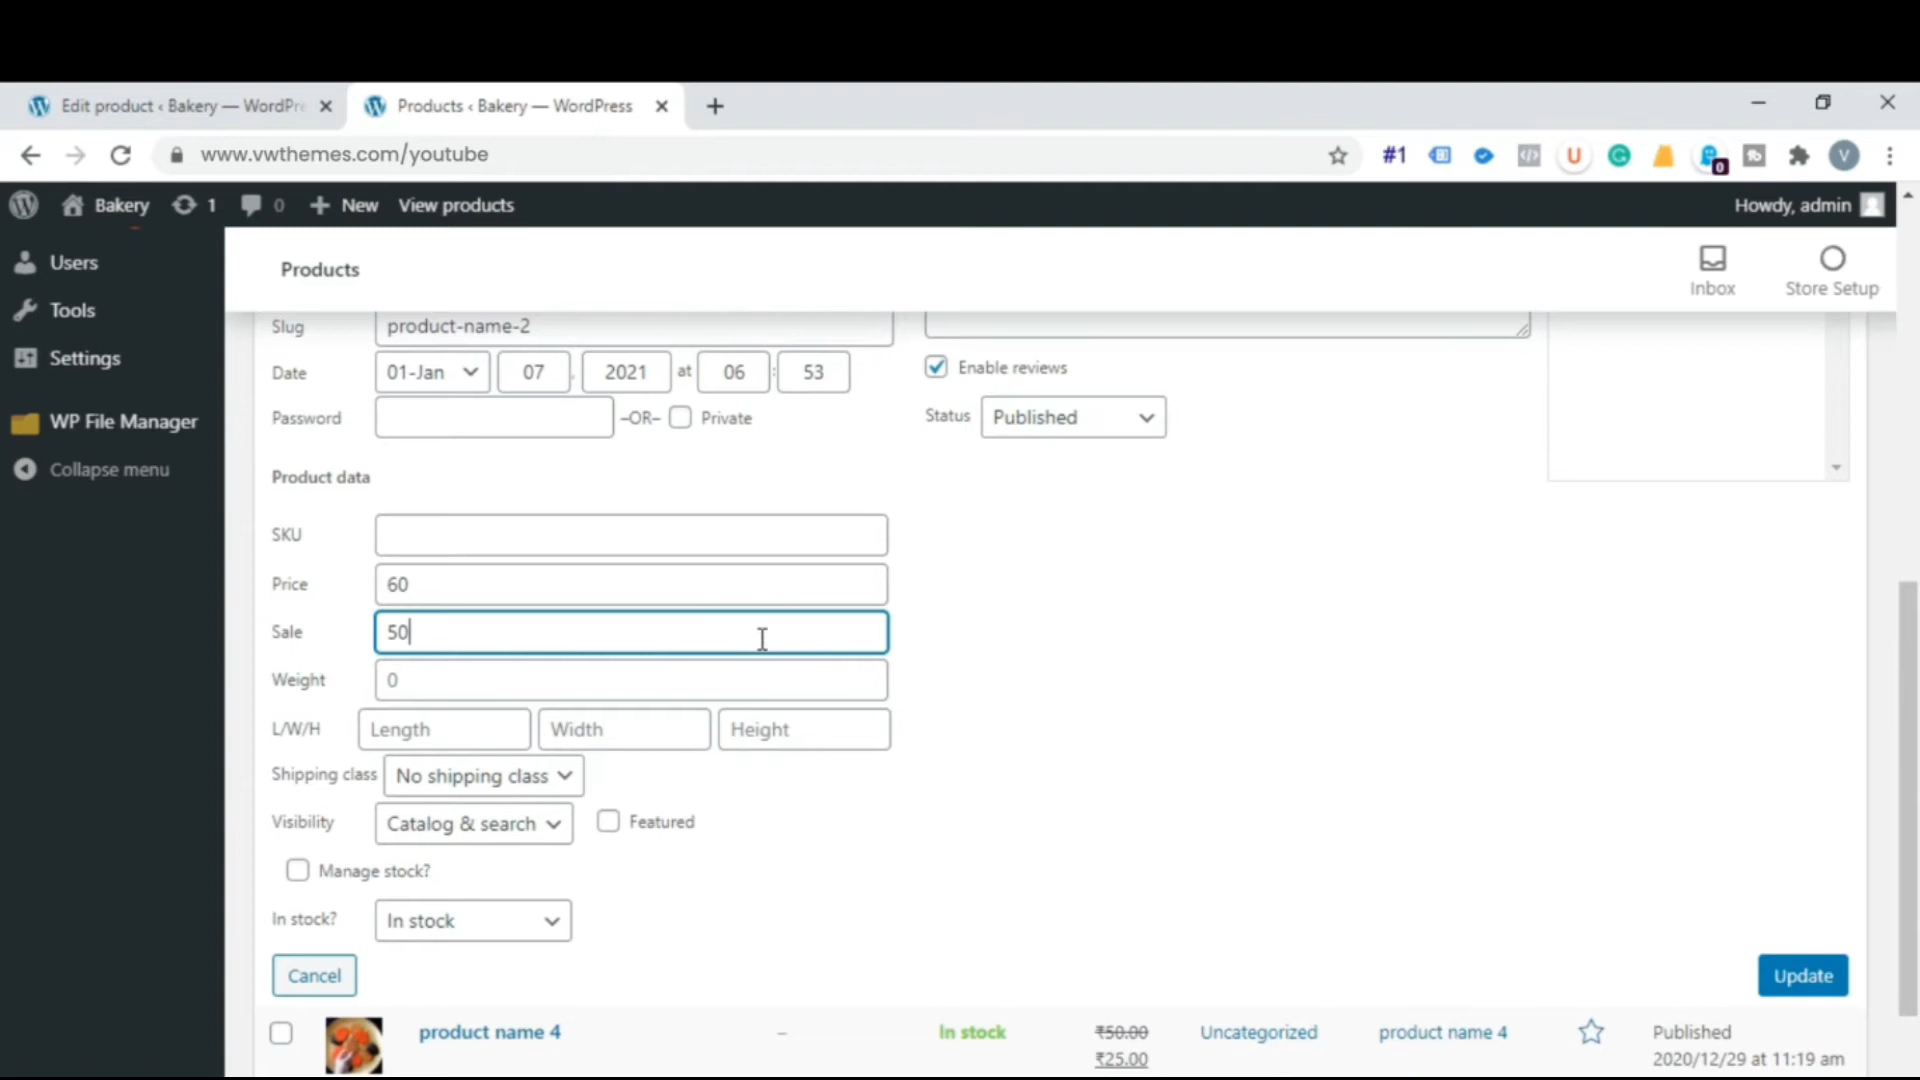 Edit product ‹ Bakery — WordPre
Products ‹ Bakery — WordPress
www.vwthemes.com/youtube
#1
U
0
V
Bakery 1 0 New View products
Howdy, admin
Users
Tools
Settings
WP File Manager
Collapse menu
Products
Inbox
Store Setup
Slug product-name-2
Date 01-Jan 07 , 2021 at 06 : 53
Enable reviews
Password –OR– Private
Status Published
Product data
SKU
Price 60
Sale 50
Weight 0
L/W/H Length Width Height
Shipping class No shipping class
Visibility Catalog & search Featured
Manage stock?
In stock? In stock
Cancel
Update
product name 4 – In stock ₹50.00 Uncategorized product name 4 Published
₹25.00 2020/12/29 at 11:19 am